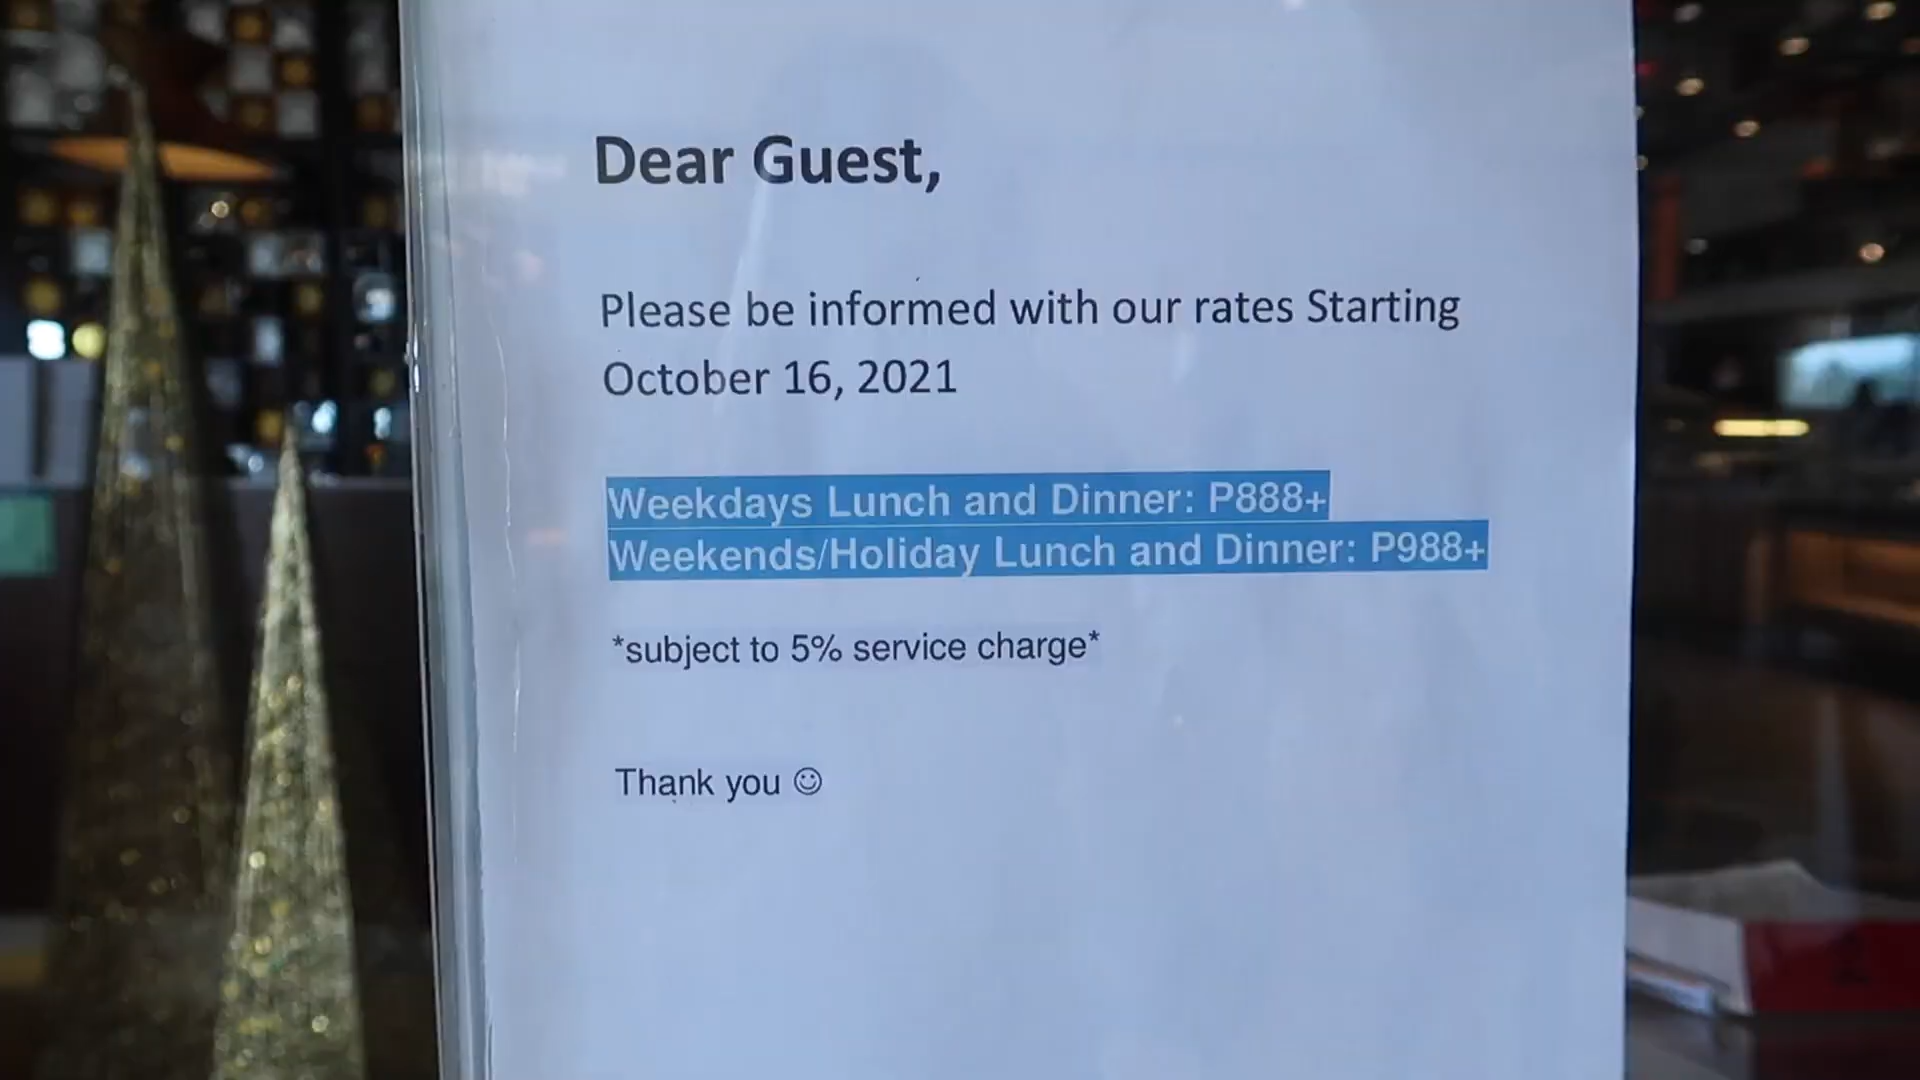 Dear Guest,
Please be informed with our rates Starting
October 16, 2021
Weekdays Lunch and Dinner: P888+
Weekends/Holiday Lunch and Dinner: P988+
*subject to 5% service charge*
Thank you ☺